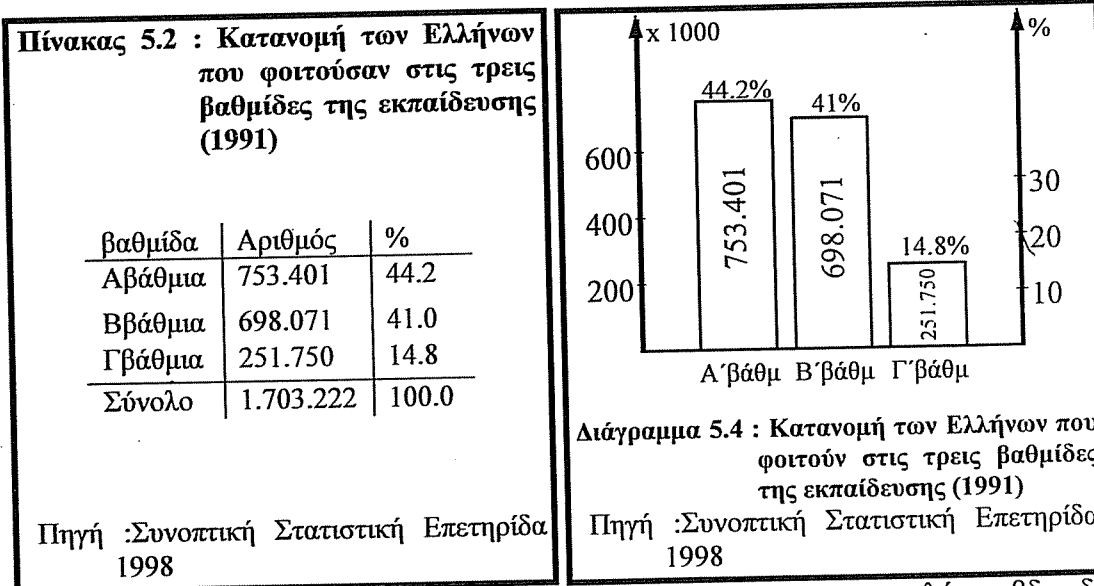 Πίνακας 5.2 : Κατανομή των Ελλήνων
που φοιτούσαν στις τρεις
βαθμίδες της εκπαίδευσης
(1991)
βαθμίδα Αριθμός %
Αβάθμια 753.401 44.2
Ββάθμια 698.071 41.0
Γβάθμια 251.750 14.8
Σύνολο 1.703.222 100.0
Πηγή :Συνοπτική Στατιστική Επετηρίδα
1998
x 1000 %
44.2% 41%
600
30
753.401 698.071
400
20
14.8%
200
10
251.750
Α΄βάθμ Β΄βάθμ Γ΄βάθμ
Διάγραμμα 5.4 : Κατανομή των Ελλήνων που
φοιτούν στις τρεις βαθμίδες
της εκπαίδευσης (1991)
Πηγή :Συνοπτική Στατιστική Επετηρίδα
1998